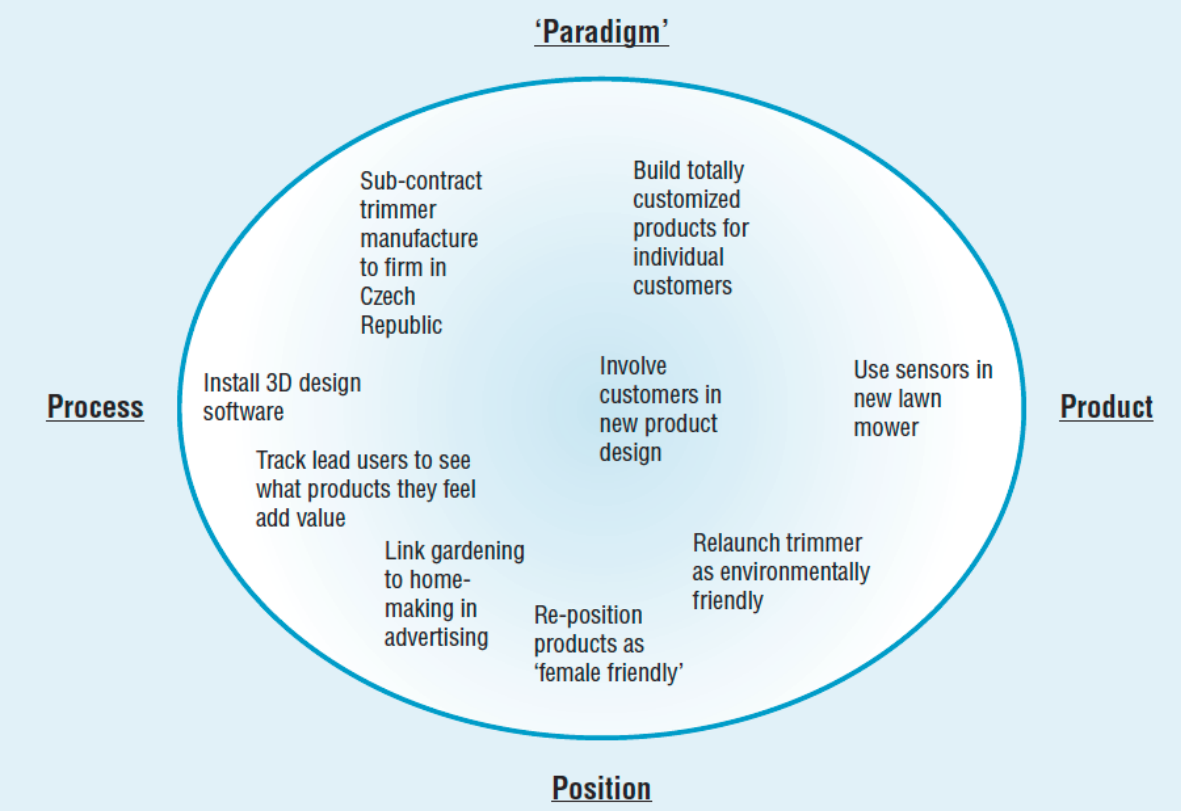 ‘Paradigm’
Sub-contract
trimmer
manufacture
to firm in
Czech
Republic
Build totally
customized
products for
individual
customers
Process
Install 3D design
software
Involve
customers in
new product
design
Use sensors in
new lawn
mower
Product
Track lead users to see
what products they feel
add value
Link gardening
to home-
making in
advertising
Re-position
products as
‘female friendly’
Relaunch trimmer
as environmentally
friendly
Position